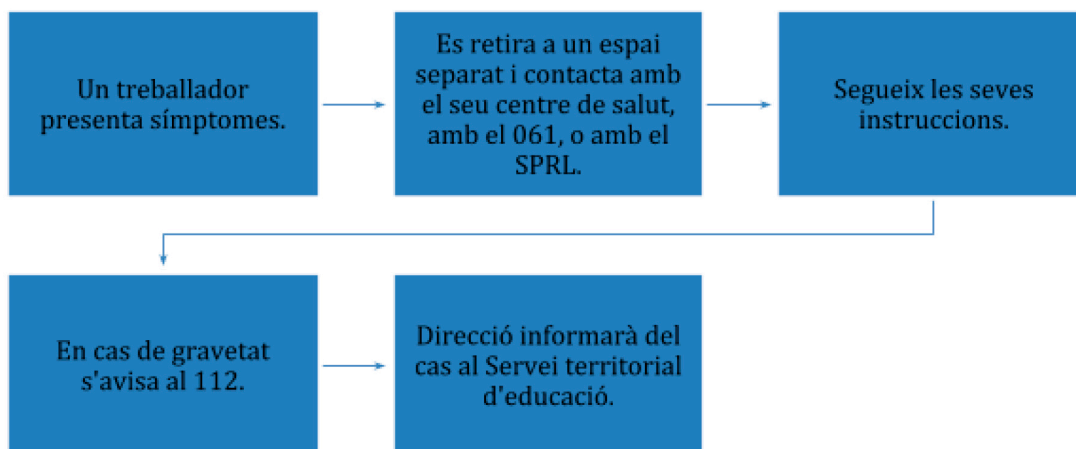 Un treballador
presenta símptomes.
Es retira a un espai
separat i contacta amb
el seu centre de salut,
amb el 061, o amb el
SPRL.
Segueix les seves
instruccions.
En cas de gravetat
s'avisa al 112.
Direcció informarà del
cas al Servei territorial
d'educació.